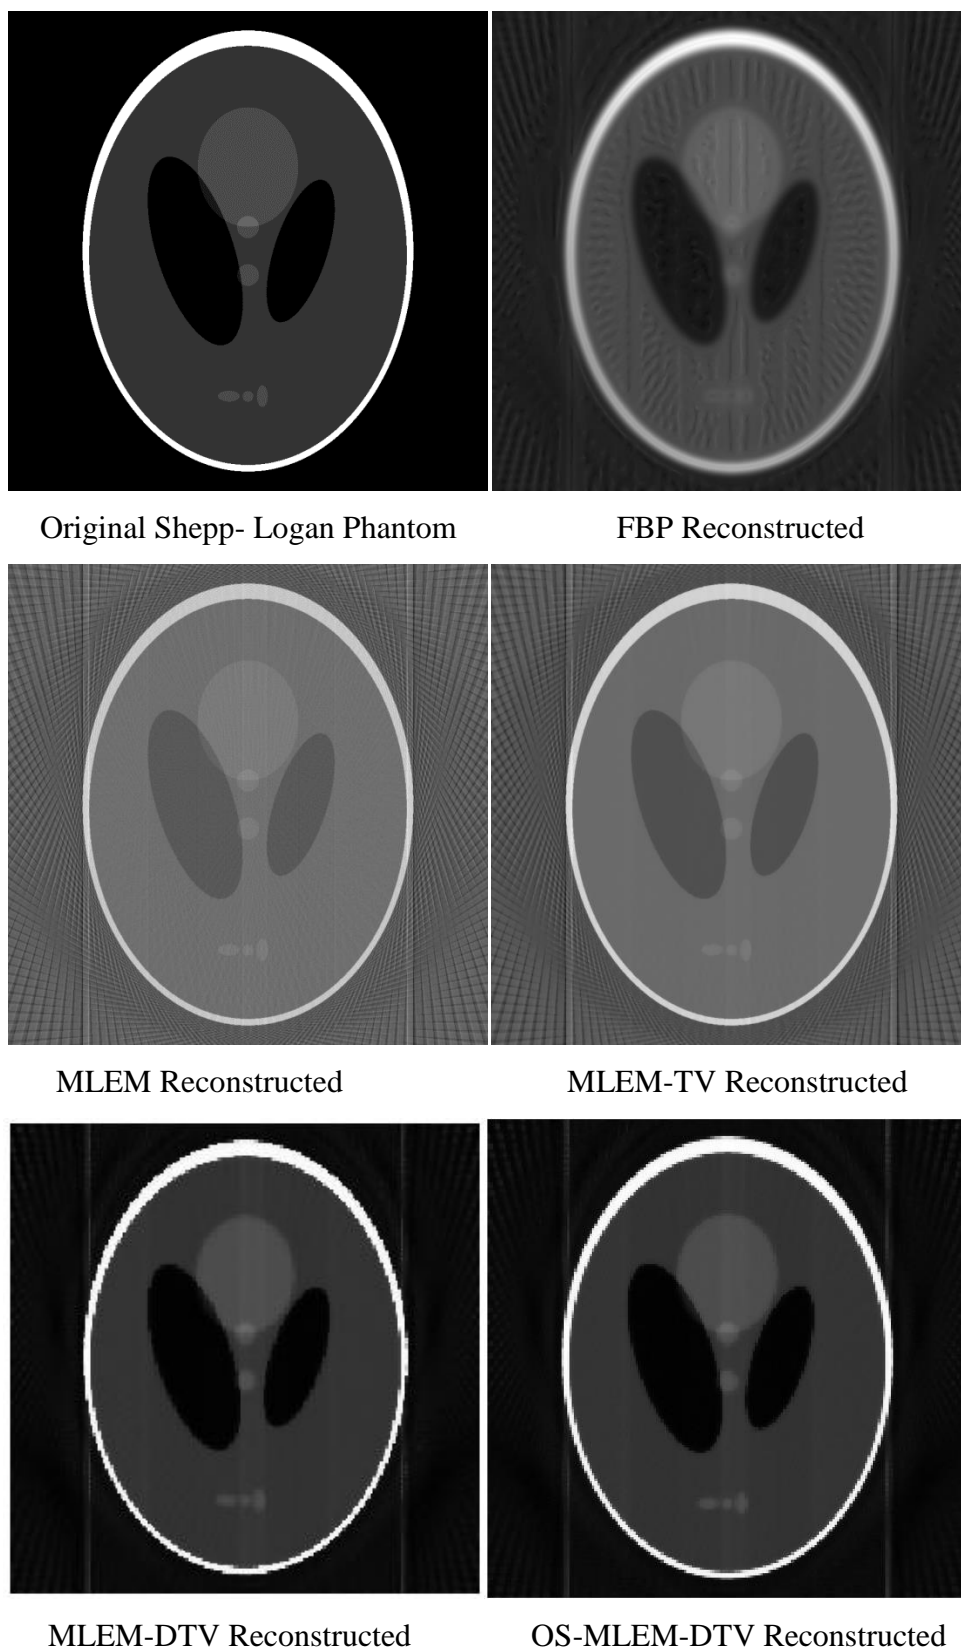 Original Shepp- Logan Phantom
FBP Reconstructed
MLEM Reconstructed
MLEM-TV Reconstructed
MLEM-DTV Reconstructed
OS-MLEM-DTV Reconstructed